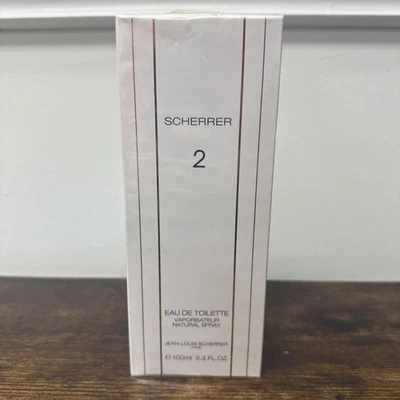 SCHERRER
2
EAU DE TOILETTE
VAPORISATEUR
NATURAL SPRAY
JEAN-LOUIS SCHERRER
PARIS
℮100ml 3.3 FL.OZ.